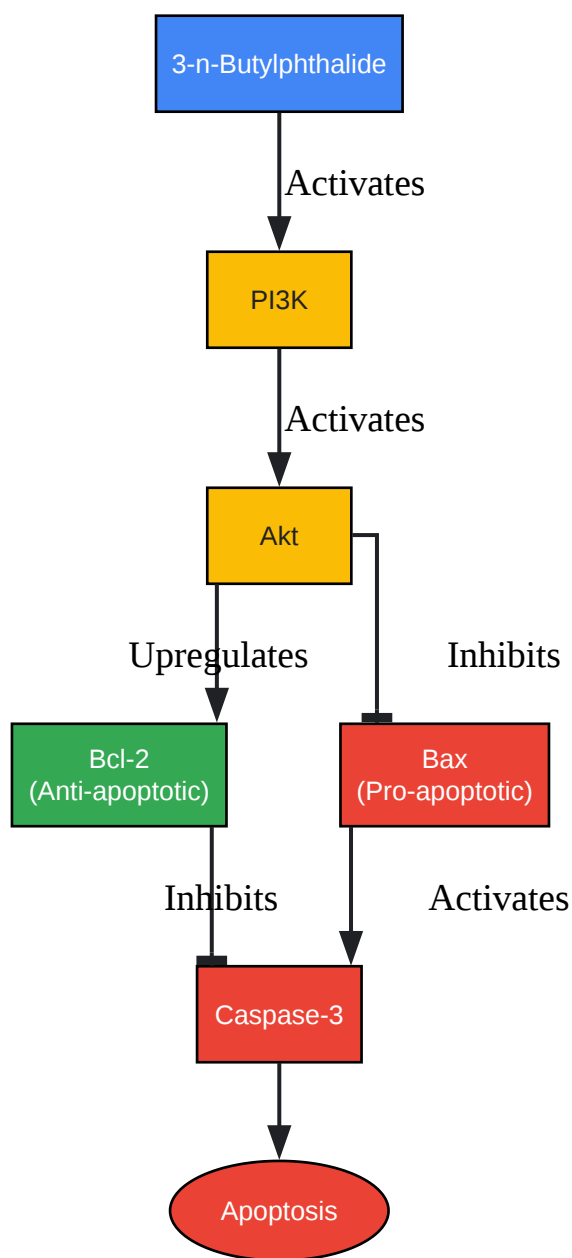 3-n-Butylphthalide
Activates
PI3K
Activates
Akt
Upregulates
Inhibits
Bcl-2
(Anti-apoptotic)
Bax
(Pro-apoptotic)
Inhibits
Activates
Caspase-3
Apoptosis